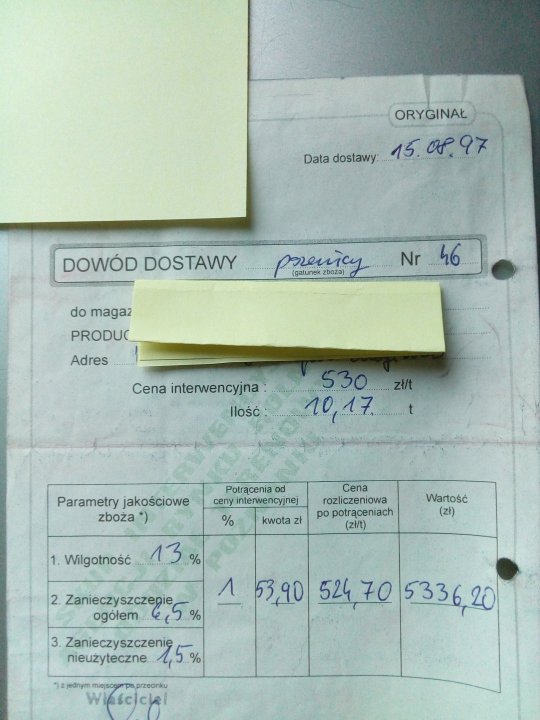 ORYGINAŁ
Data dostawy: 15.08.97
DOWÓD DOSTAWY pszenicy Nr 46
(gatunek zboża)
do magaz
PRODUC
Adres
Cena interwencyjna : 530 zł/t
Ilość : 10,17 t
Parametry jakościowe zboża *)
Potrącenia od ceny interwencyjnej
% kwota zł
Cena rozliczeniowa po potrąceniach (zł/t)
Wartość (zł)
1. Wilgotność 13 %
2. Zanieczyszczenie ogółem 6,5 %
3. Zanieczyszczenie nieużyteczne 1,5 %
1 53,90 524,70 5336,20
*) z jednym miejscem po przecinku
Właściciel